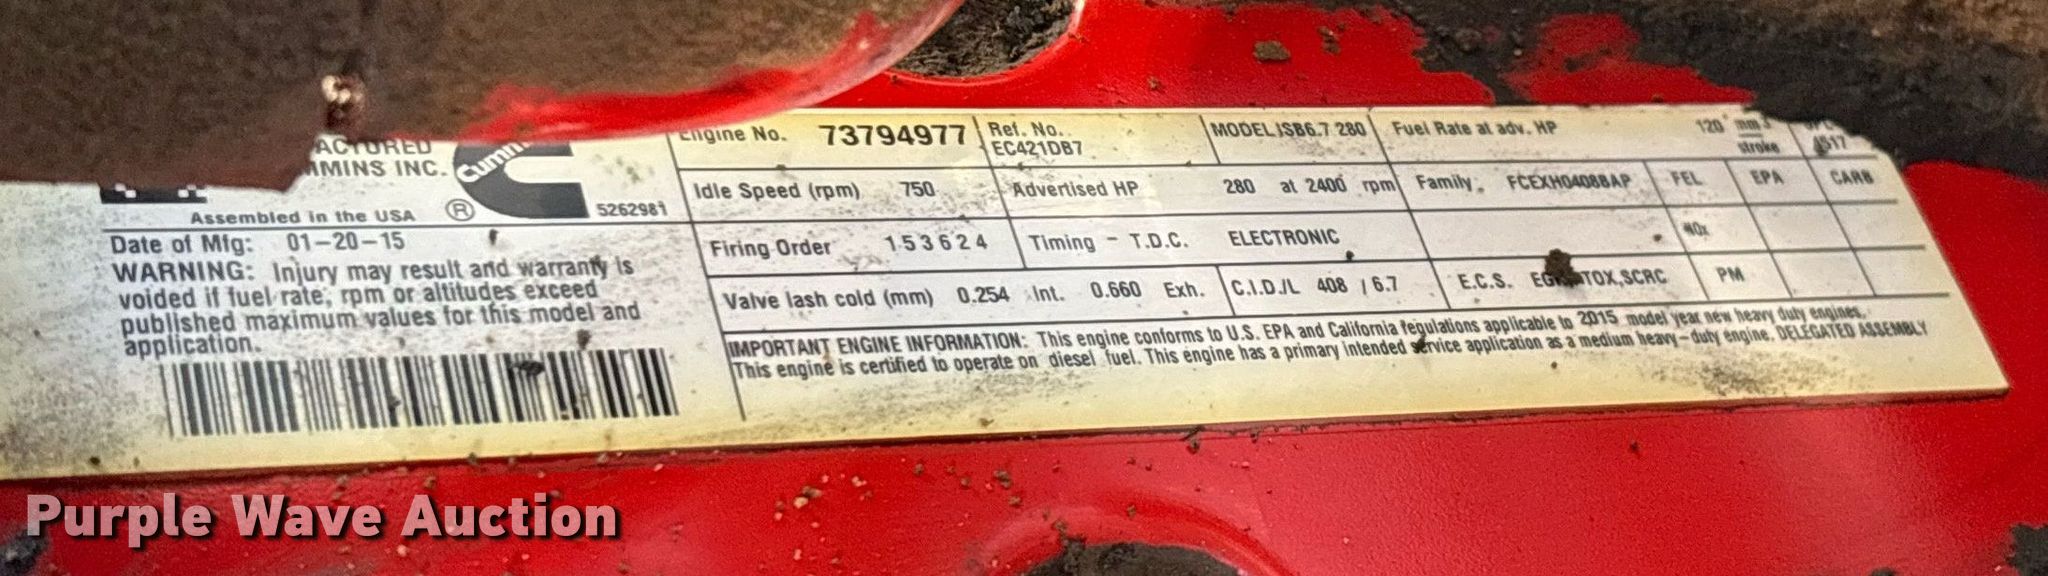 ACTURED
MMINS INC.
Cumm
Assembled in the USA
®
5262981
Date of Mfg: 01-20-15
WARNING: Injury may result and warranty is
voided if fuel rate, rpm or altitudes exceed
published maximum values for this model and
application.
Engine No. 73794977
Ref. No.
EC421DB7
MODEL ISB6.7 280
Fuel Rate at adv. HP 120 mm3
stroke
Idle Speed (rpm) 750
Advertised HP 280 at 2400 rpm
Family FCEXH0408BAP
FEL EPA CARB
Firing Order 1 5 3 6 2 4
Timing - T.D.C. ELECTRONIC
NOx
Valve lash cold (mm) 0.254 Int. 0.660 Exh.
C.I.D./L 408 / 6.7
E.C.S. TOX,SCRC
PM
IMPORTANT ENGINE INFORMATION: This engine conforms to U.S. EPA and California regulations applicable to 2015 model year new heavy duty engines.
This engine is certified to operate on diesel fuel. This engine has a primary intended service application as a medium heavy-duty engine. DELEGATED ASSEMBLY
Purple Wave Auction